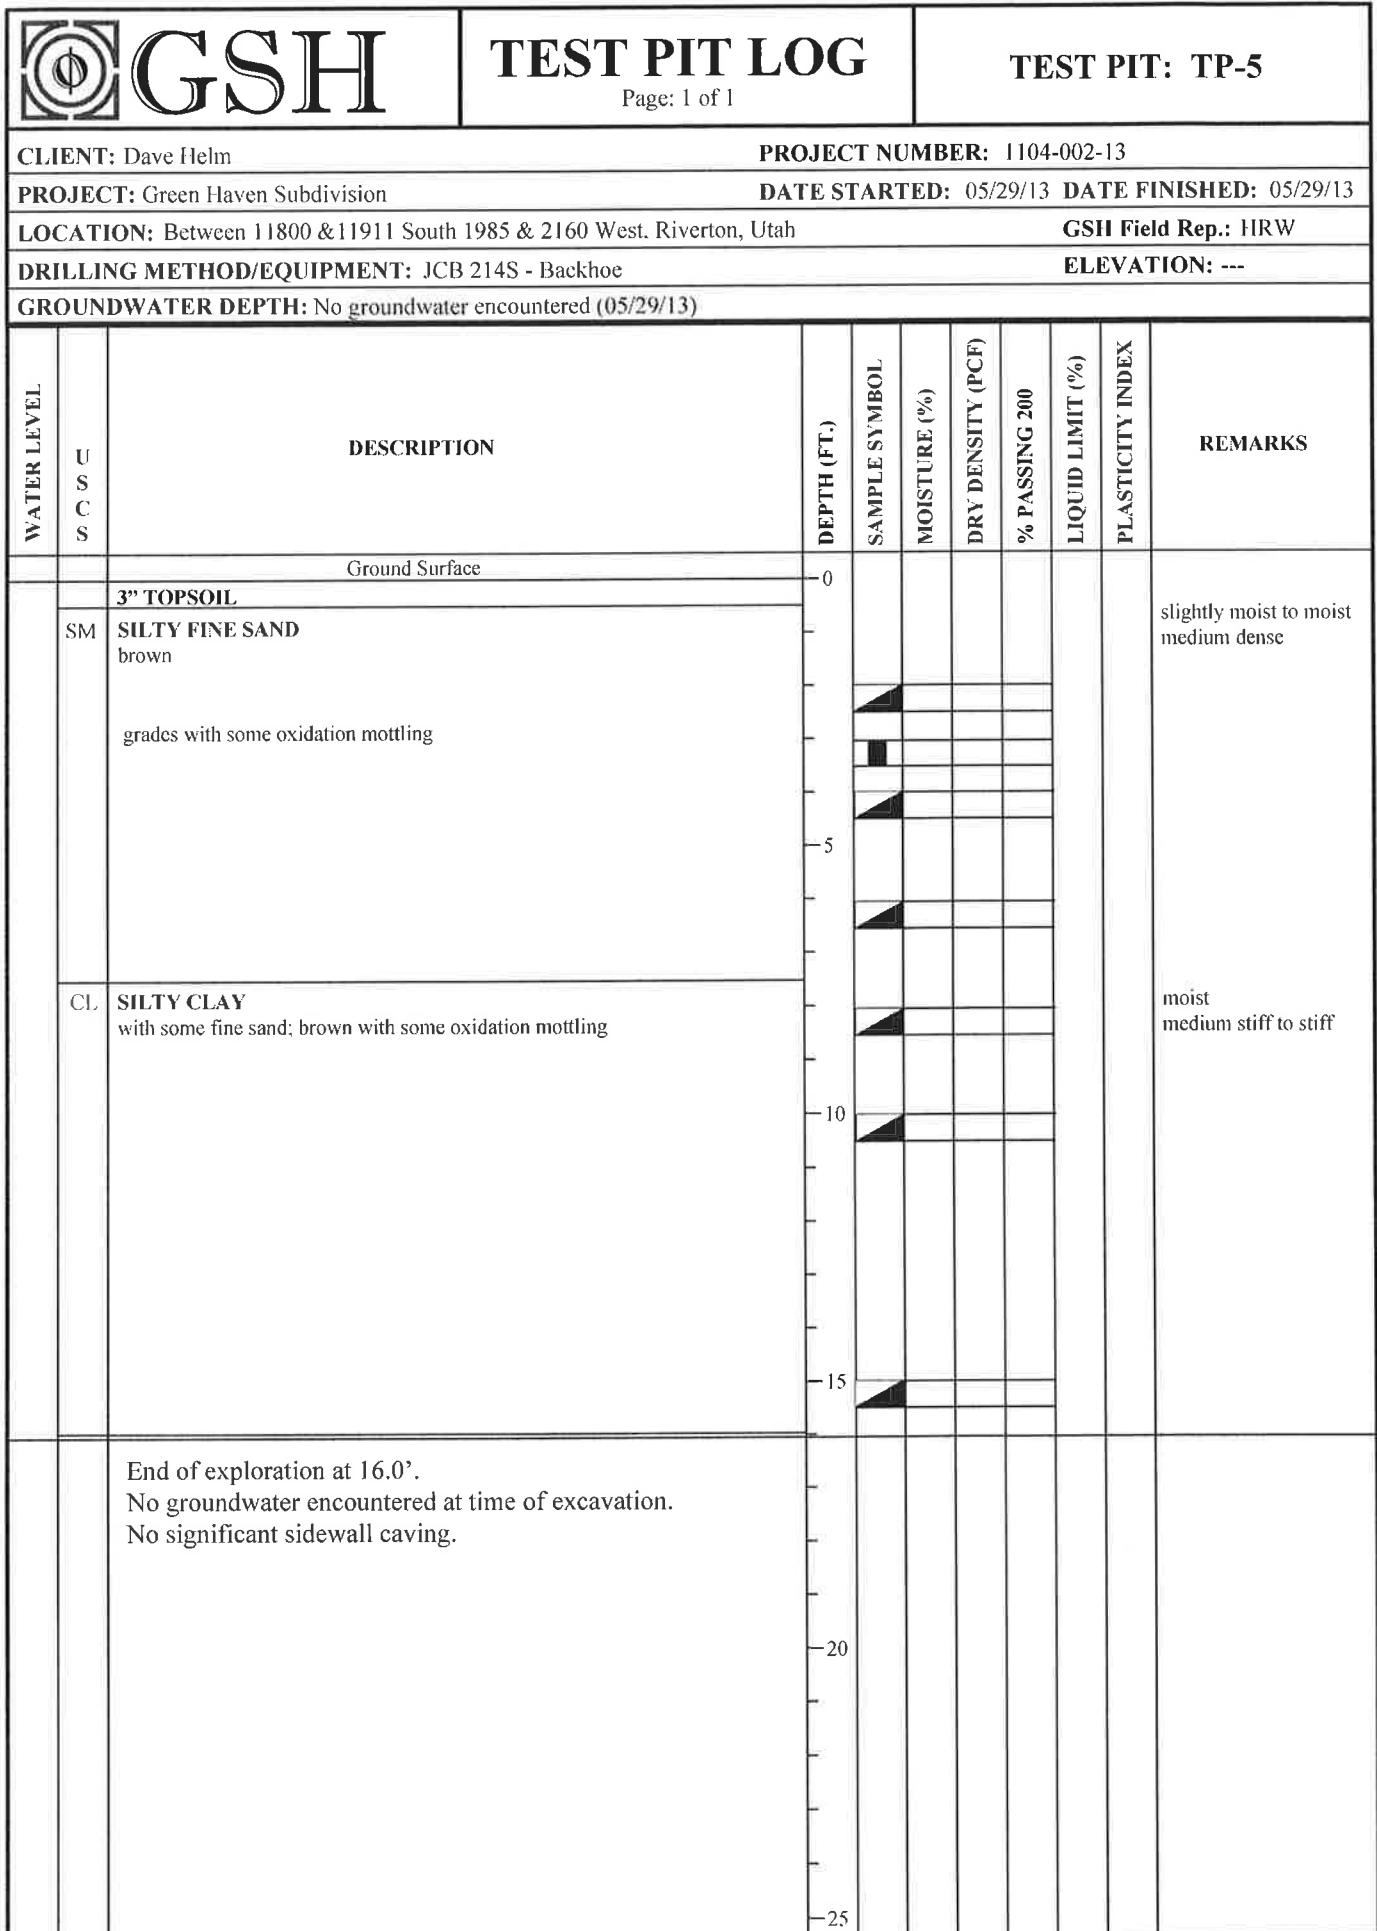 GSH
TEST PIT LOG
Page: 1 of 1
TEST PIT: TP-5
CLIENT: Dave Helm
PROJECT NUMBER: 1104-002-13
PROJECT: Green Haven Subdivision
DATE STARTED: 05/29/13 DATE FINISHED: 05/29/13
LOCATION: Between 11800 &11911 South 1985 & 2160 West. Riverton, Utah
GSH Field Rep.: HRW
DRILLING METHOD/EQUIPMENT: JCB 214S - Backhoe
ELEVATION: ---
GROUNDWATER DEPTH: No groundwater encountered (05/29/13)
WATER LEVEL
U
S
C
S
DESCRIPTION
DEPTH (FT.)
SAMPLE SYMBOL
MOISTURE (%)
DRY DENSITY (PCF)
% PASSING 200
LIQUID LIMIT (%)
PLASTICITY INDEX
REMARKS
Ground Surface
0
3” TOPSOIL
SM SILTY FINE SAND
brown
slightly moist to moist
medium dense
grades with some oxidation mottling
5
CL SILTY CLAY
with some fine sand; brown with some oxidation mottling
moist
medium stiff to stiff
10
15
End of exploration at 16.0’.
No groundwater encountered at time of excavation.
No significant sidewall caving.
20
25